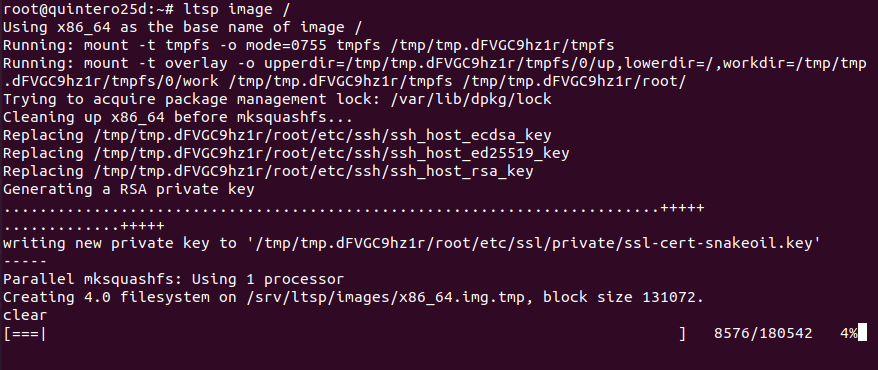 root@quintero25d:~# ltsp image /
Using x86_64 as the base name of image /
Running: mount -t tmpfs -o mode=0755 tmpfs /tmp/tmp.dFVGC9hz1r/tmpfs
Running: mount -t overlay -o upperdir=/tmp/tmp.dFVGC9hz1r/tmpfs/0/up,lowerdir=/,workdir=/tmp/tmp
.dFVGC9hz1r/tmpfs/0/work /tmp/tmp.dFVGC9hz1r/tmpfs /tmp/tmp.dFVGC9hz1r/root/
Trying to acquire package management lock: /var/lib/dpkg/lock
Cleaning up x86_64 before mksquashfs...
Replacing /tmp/tmp.dFVGC9hz1r/root/etc/ssh/ssh_host_ecdsa_key
Replacing /tmp/tmp.dFVGC9hz1r/root/etc/ssh/ssh_host_ed25519_key
Replacing /tmp/tmp.dFVGC9hz1r/root/etc/ssh/ssh_host_rsa_key
Generating a RSA private key
.........................................................................+++++
.............+++++
writing new private key to '/tmp/tmp.dFVGC9hz1r/root/etc/ssl/private/ssl-cert-snakeoil.key'
-----
Parallel mksquashfs: Using 1 processor
Creating 4.0 filesystem on /srv/ltsp/images/x86_64.img.tmp, block size 131072.
clear
[===| ] 8576/180542 4%